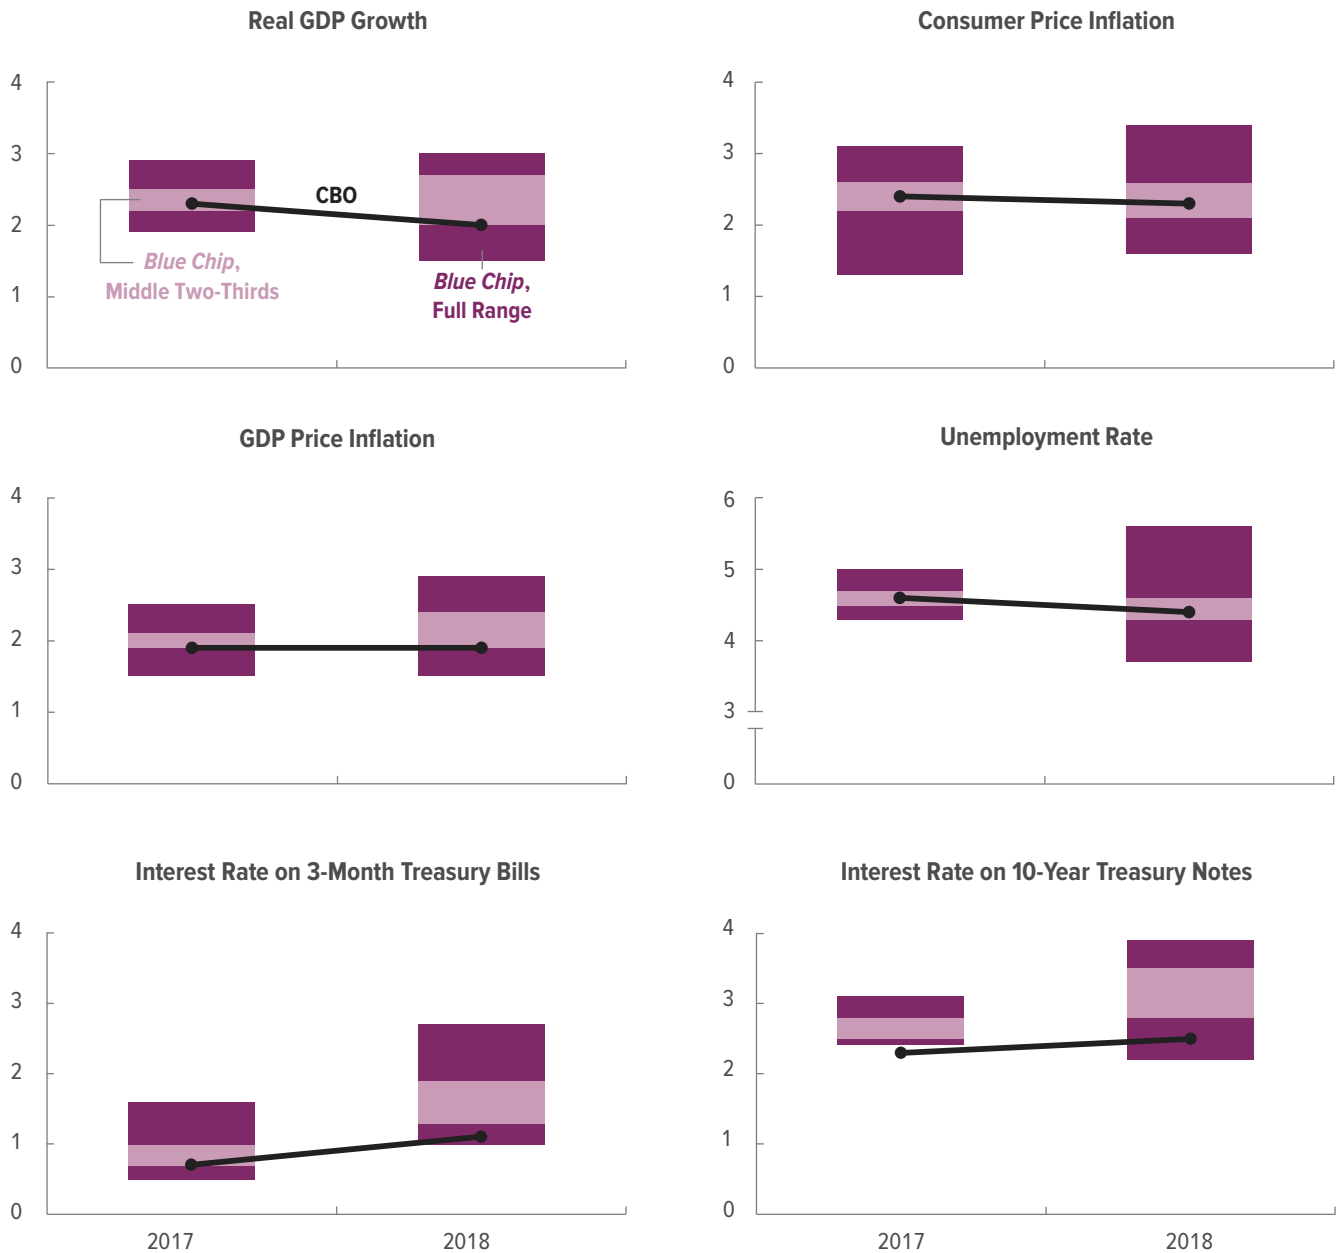 Real GDP Growth
4
3
2
1
0
CBO
Blue Chip,
Middle Two-Thirds
Blue Chip,
Full Range
Consumer Price Inflation
4
3
2
1
0
GDP Price Inflation
4
3
2
1
0
Unemployment Rate
6
5
4
3
0
Interest Rate on 3-Month Treasury Bills
4
3
2
1
0
2017 2018
Interest Rate on 10-Year Treasury Notes
4
3
2
1
0
2017 2018